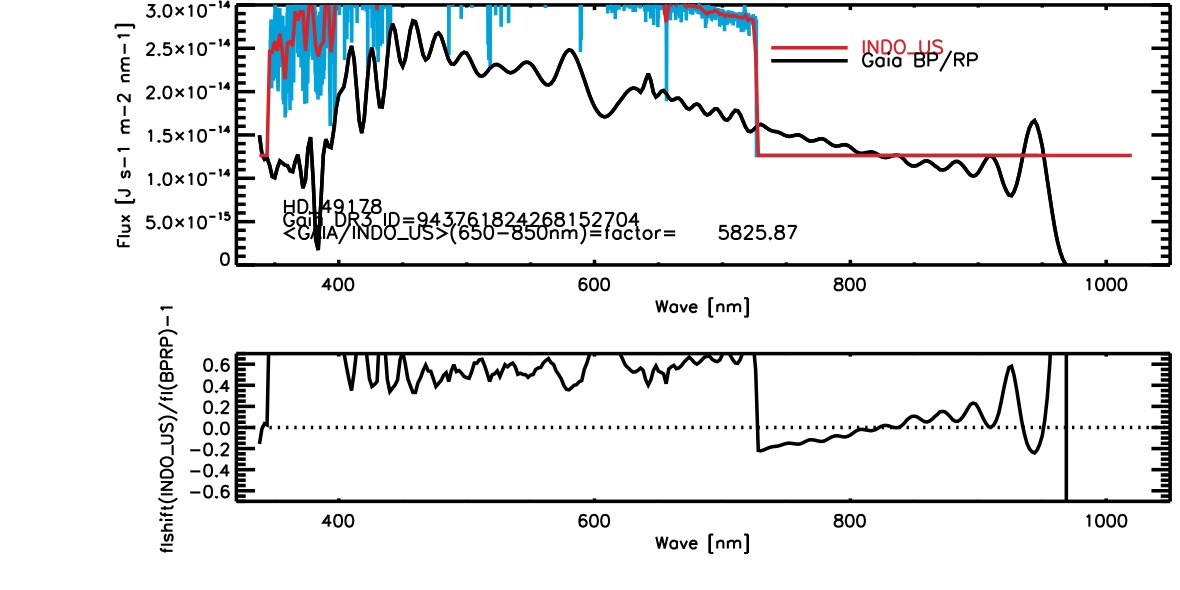 3.0×10−14
2.5×10−14
2.0×10−14
1.5×10−14
1.0×10−14
5.0×10−15
0
Flux [J s−1 m−2 nm−1]
INDO_US
Gaia BP/RP
HD 49178
Gaia DR3 ID=943761824268152704
<GAIA/INDO_US>(650−850nm)=factor= 5825.87
400 600 800 1000
Wave [nm]
flshift(INDO_US)/fl(BPRP)−1
0.6
0.4
0.2
0.0
−0.2
−0.4
−0.6
400 600 800 1000
Wave [nm]